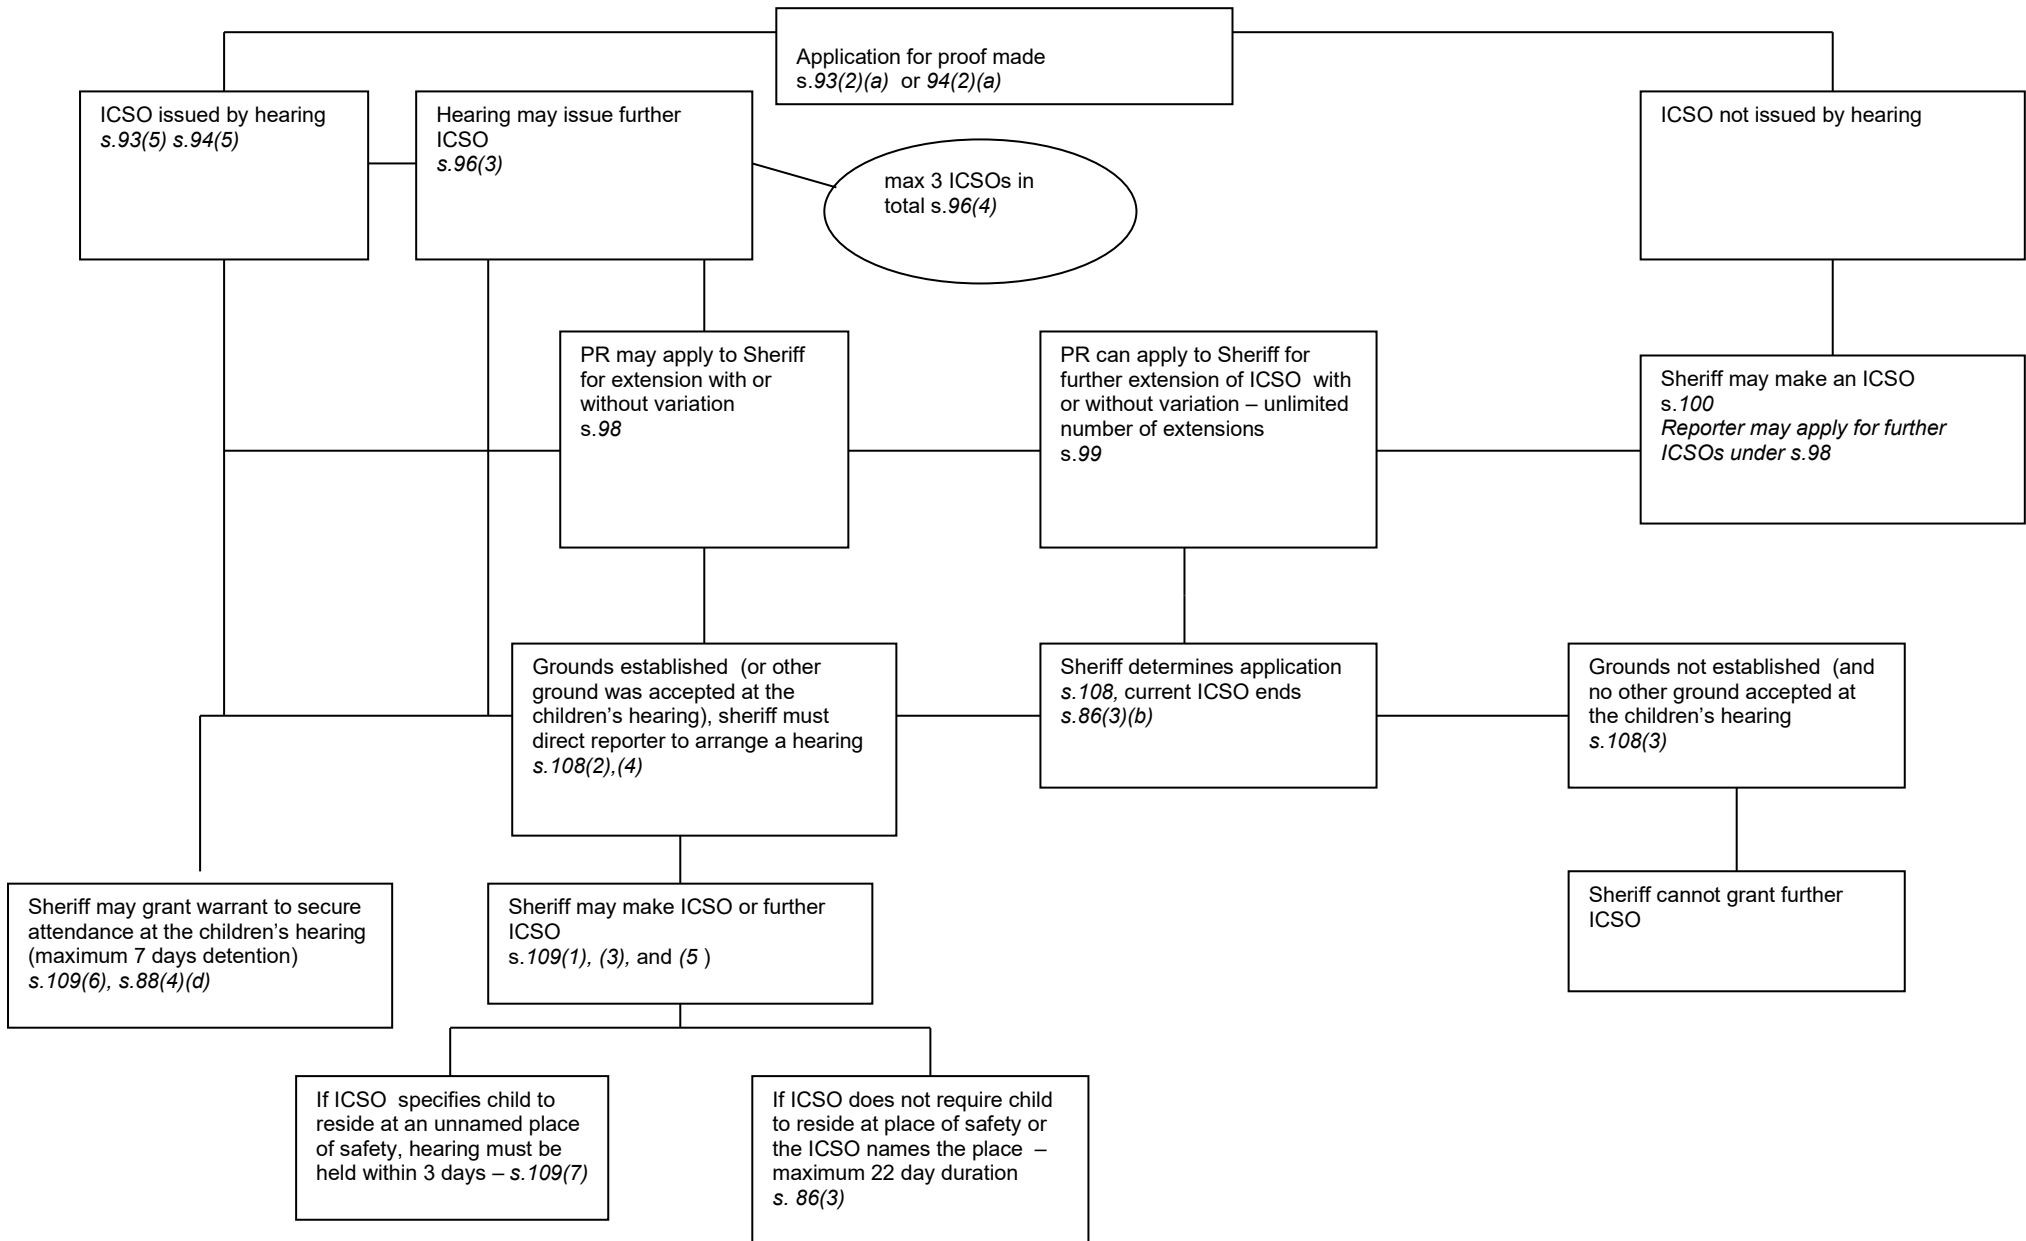 Application for proof made
s.93(2)(a) or 94(2)(a)
ICSO issued by hearing
s.93(5) s.94(5)
Hearing may issue further
ICSO
s.96(3)
max 3 ICSOs in
total s.96(4)
ICSO not issued by hearing
PR may apply to Sheriff
for extension with or
without variation
s.98
PR can apply to Sheriff for
further extension of ICSO with
or without variation – unlimited
number of extensions
s.99
Sheriff may make an ICSO
s.100
Reporter may apply for further
ICSOs under s.98
Grounds established (or other
ground was accepted at the
children’s hearing), sheriff must
direct reporter to arrange a hearing
s.108(2),(4)
Sheriff determines application
s.108, current ICSO ends
s.86(3)(b)
Grounds not established (and
no other ground accepted at
the children’s hearing
s.108(3)
Sheriff may grant warrant to secure
attendance at the children’s hearing
(maximum 7 days detention)
s.109(6), s.88(4)(d)
Sheriff may make ICSO or further
ICSO
s.109(1), (3), and (5 )
Sheriff cannot grant further
ICSO
If ICSO specifies child to
reside at an unnamed place
of safety, hearing must be
held within 3 days – s.109(7)
If ICSO does not require child
to reside at place of safety or
the ICSO names the place –
maximum 22 day duration
s. 86(3)